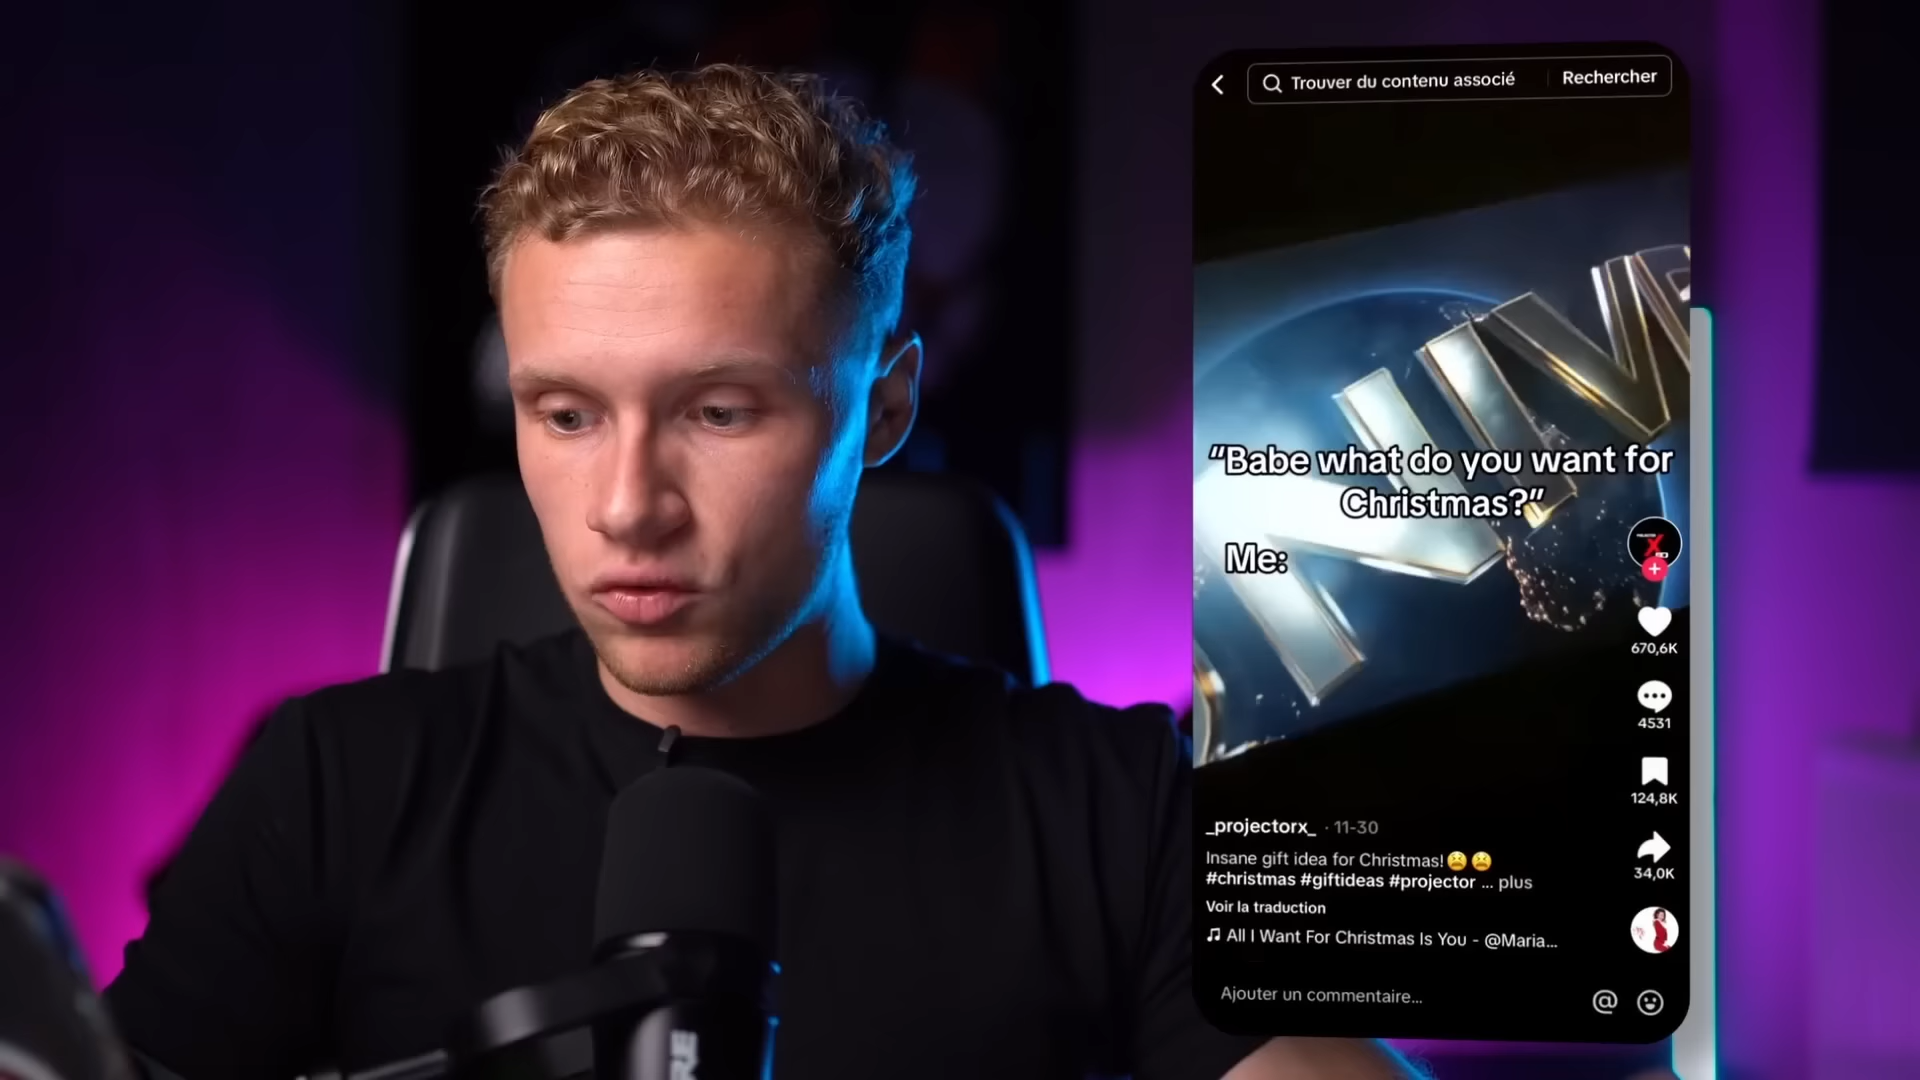 Trouver du contenu associé
Rechercher
"Babe what do you want for
Christmas?"
Me:
670,6K
4531
124,8K
34,0K
_projectorx_ · 11-30
Insane gift idea for Christmas!😫😫
#christmas #giftideas #projector ... plus
Voir la traduction
All I Want For Christmas Is You - @Maria...
Ajouter un commentaire...
@